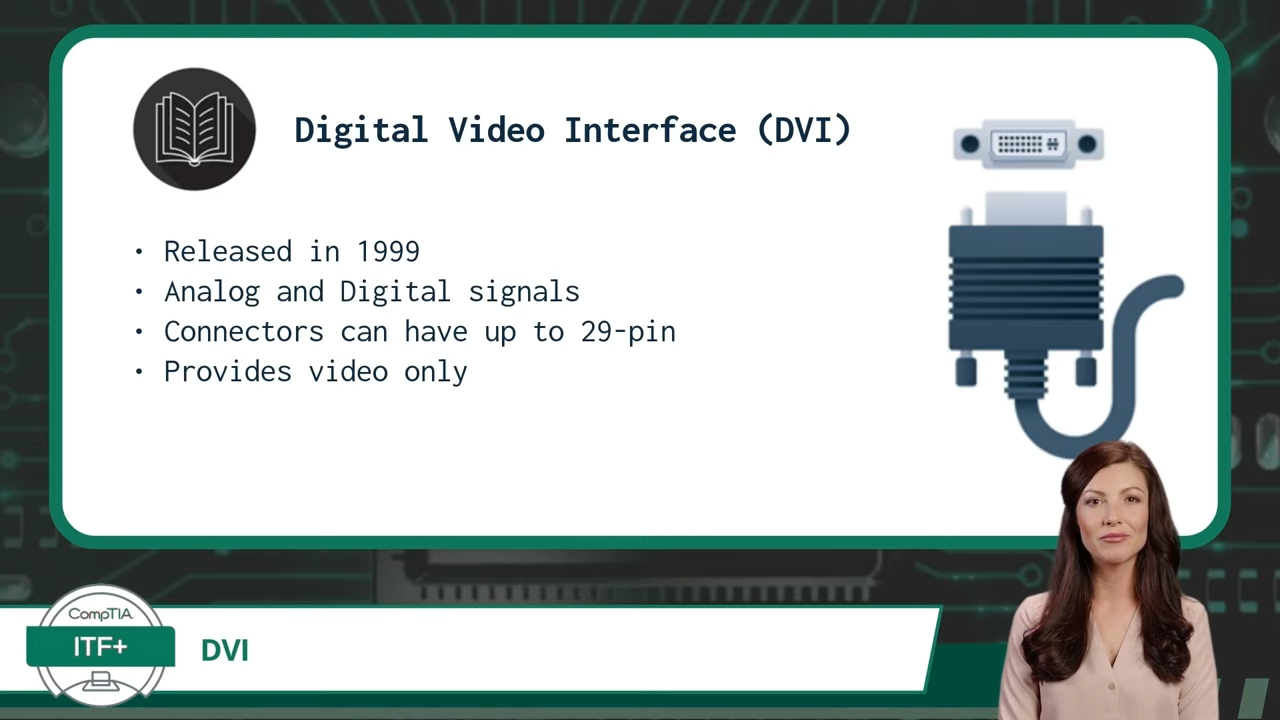 Digital Video Interface (DVI)
• Released in 1999
• Analog and Digital signals
• Connectors can have up to 29-pin
• Provides video only
CompTIA
ITF+
DVI